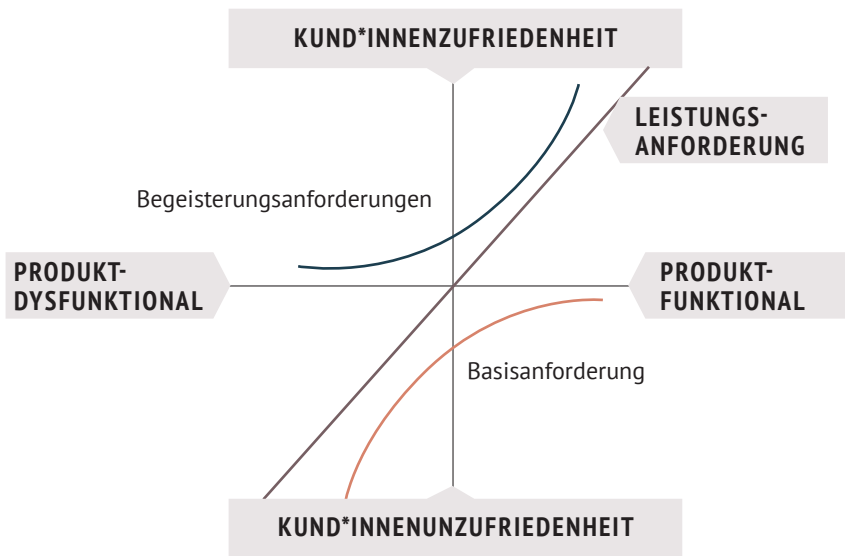 KUND*INNENZUFRIEDENHEIT
LEISTUNGS-
ANFORDERUNG
Begeisterungsanforderungen
PRODUKT-
DYSFUNKTIONAL
PRODUKT-
FUNKTIONAL
Basisanforderung
KUND*INNENUNZUFRIEDENHEIT